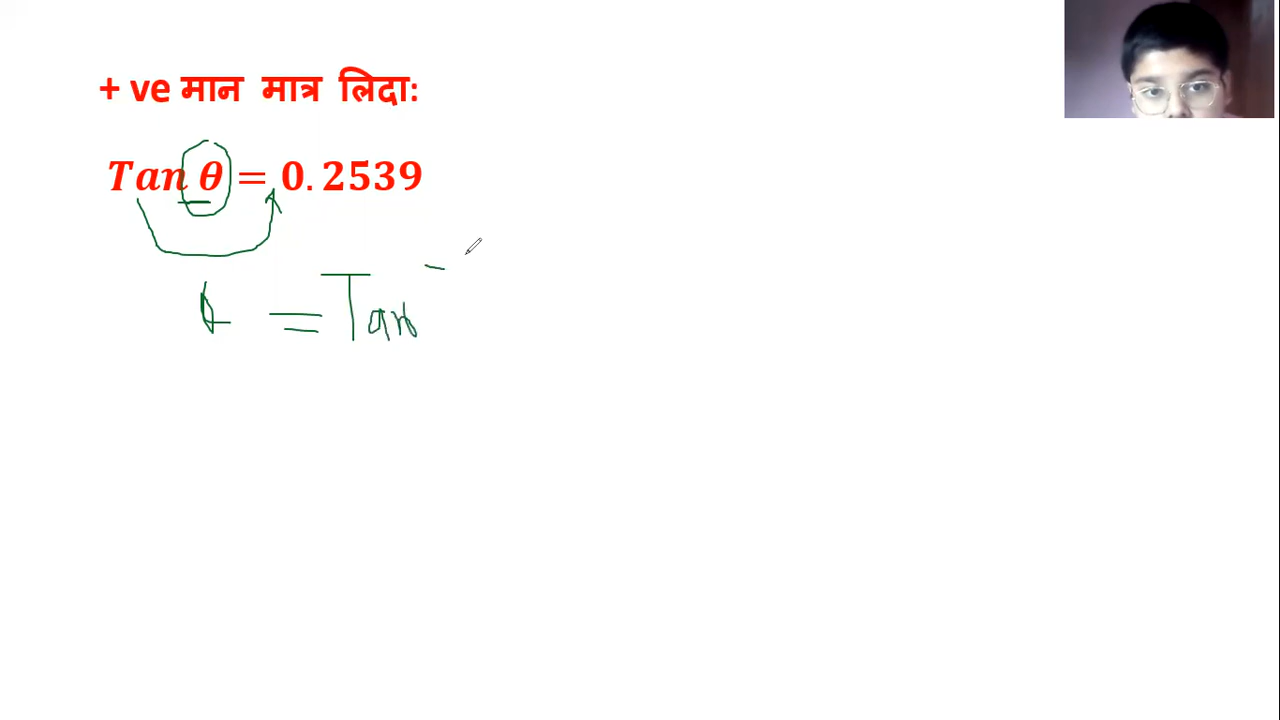 + ve मान मात्र लिदाः
Tan θ = 0.2539
= Tan -